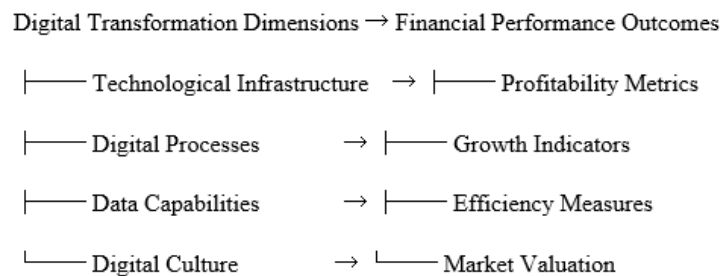 Digital Transformation Dimensions → Financial Performance Outcomes
├── Technological Infrastructure → ├── Profitability Metrics
├── Digital Processes → ├── Growth Indicators
├── Data Capabilities → ├── Efficiency Measures
└── Digital Culture → └── Market Valuation